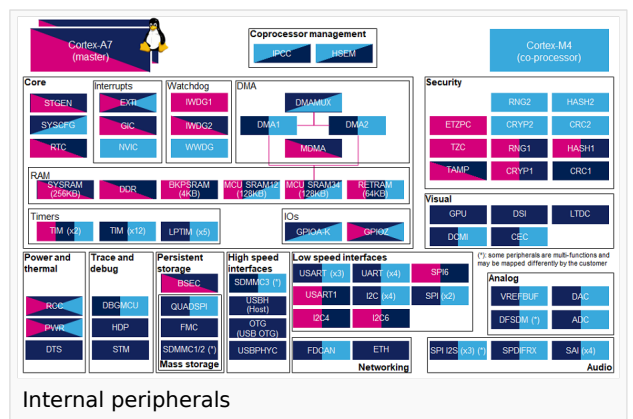 Cortex-A7
(master)
Coprocessor management
IPCC HSEM
Cortex-M4
(co-processor)
Core
STGEN
SYSCFG
RTC
Interrupts
EXTI
GIC
NVIC
Watchdog
IWDG1
IWDG2
WWDG
DMA
DMAMUX
DMA1 DMA2
MDMA
Security
RNG2 HASH2
ETZPC CRYP2 CRC2
TZC RNG1 HASH1
TAMP CRYP1 CRC1
RAM
SYSRAM
(256KB)
DDR
BKPSRAM
(4KB)
MCU SRAM12
(128KB)
MCU SRAM34
(128KB)
RETRAM
(64KB)
Timers
TIM (x2) TIM (x12) LPTIM (x5)
IOs
GPIOA-K GPIOZ
Visual
GPU DSI LTDC
DCMI CEC
(*): some peripherals are multi-functions and
may be mapped differently by the customer
Power and
thermal
RCC
PWR
DTS
Trace and
debug
DBGMCU
HDP
STM
Persistent
storage
BSEC
QUADSPI
FMC
SDMMC1/2 (*)
Mass storage
High speed
interfaces
SDMMC3 (*)
USBH
(Host)
OTG
(USB OTG)
USBPHYC
Low speed interfaces
USART (x3) UART (x4) SPI6
USART1 I2C (x4) SPI (x2)
I2C4 I2C6
FDCAN ETH
Networking
Analog
VREFBUF DAC
DFSDM (*) ADC
SPI I2S (x3) (*) SPDIFRX SAI (x4)
Audio
Internal peripherals